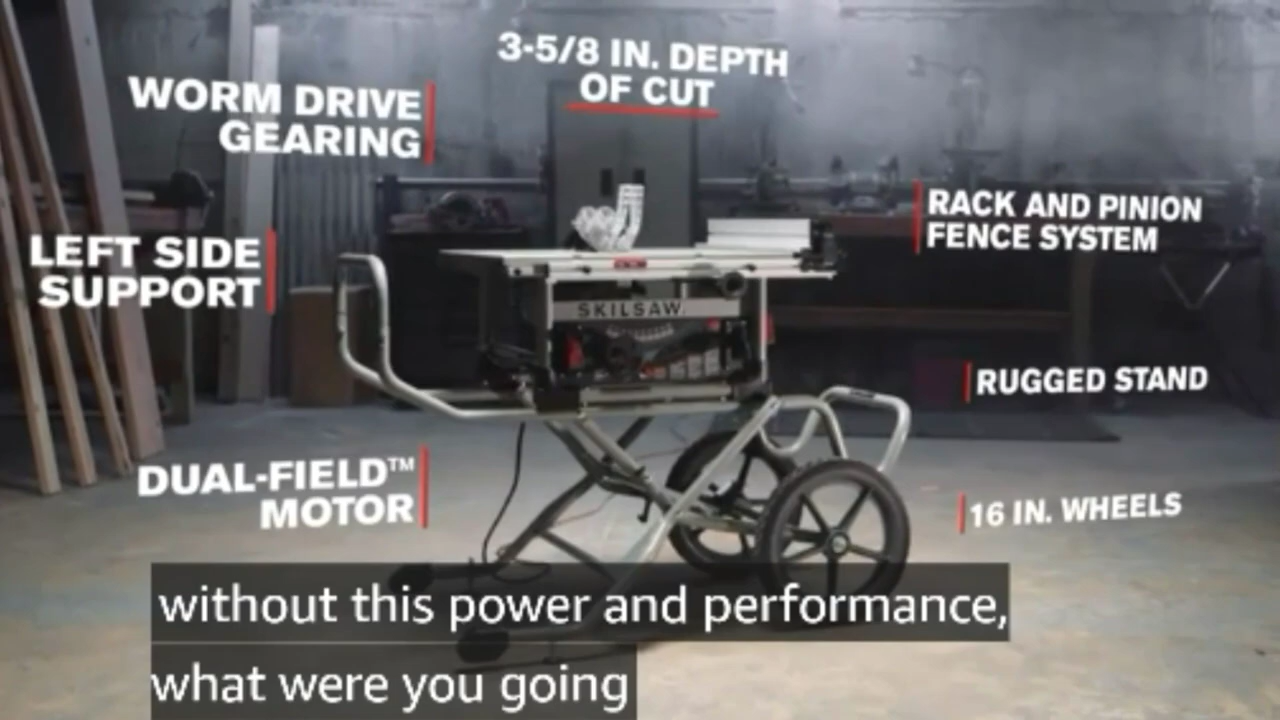 3-5/8 IN. DEPTH
OF CUT
WORM DRIVE
GEARING
RACK AND PINION
FENCE SYSTEM
LEFT SIDE
SUPPORT
SKILSAW
RUGGED STAND
DUAL-FIELD™
MOTOR
16 IN. WHEELS
without this power and performance,
what were you going